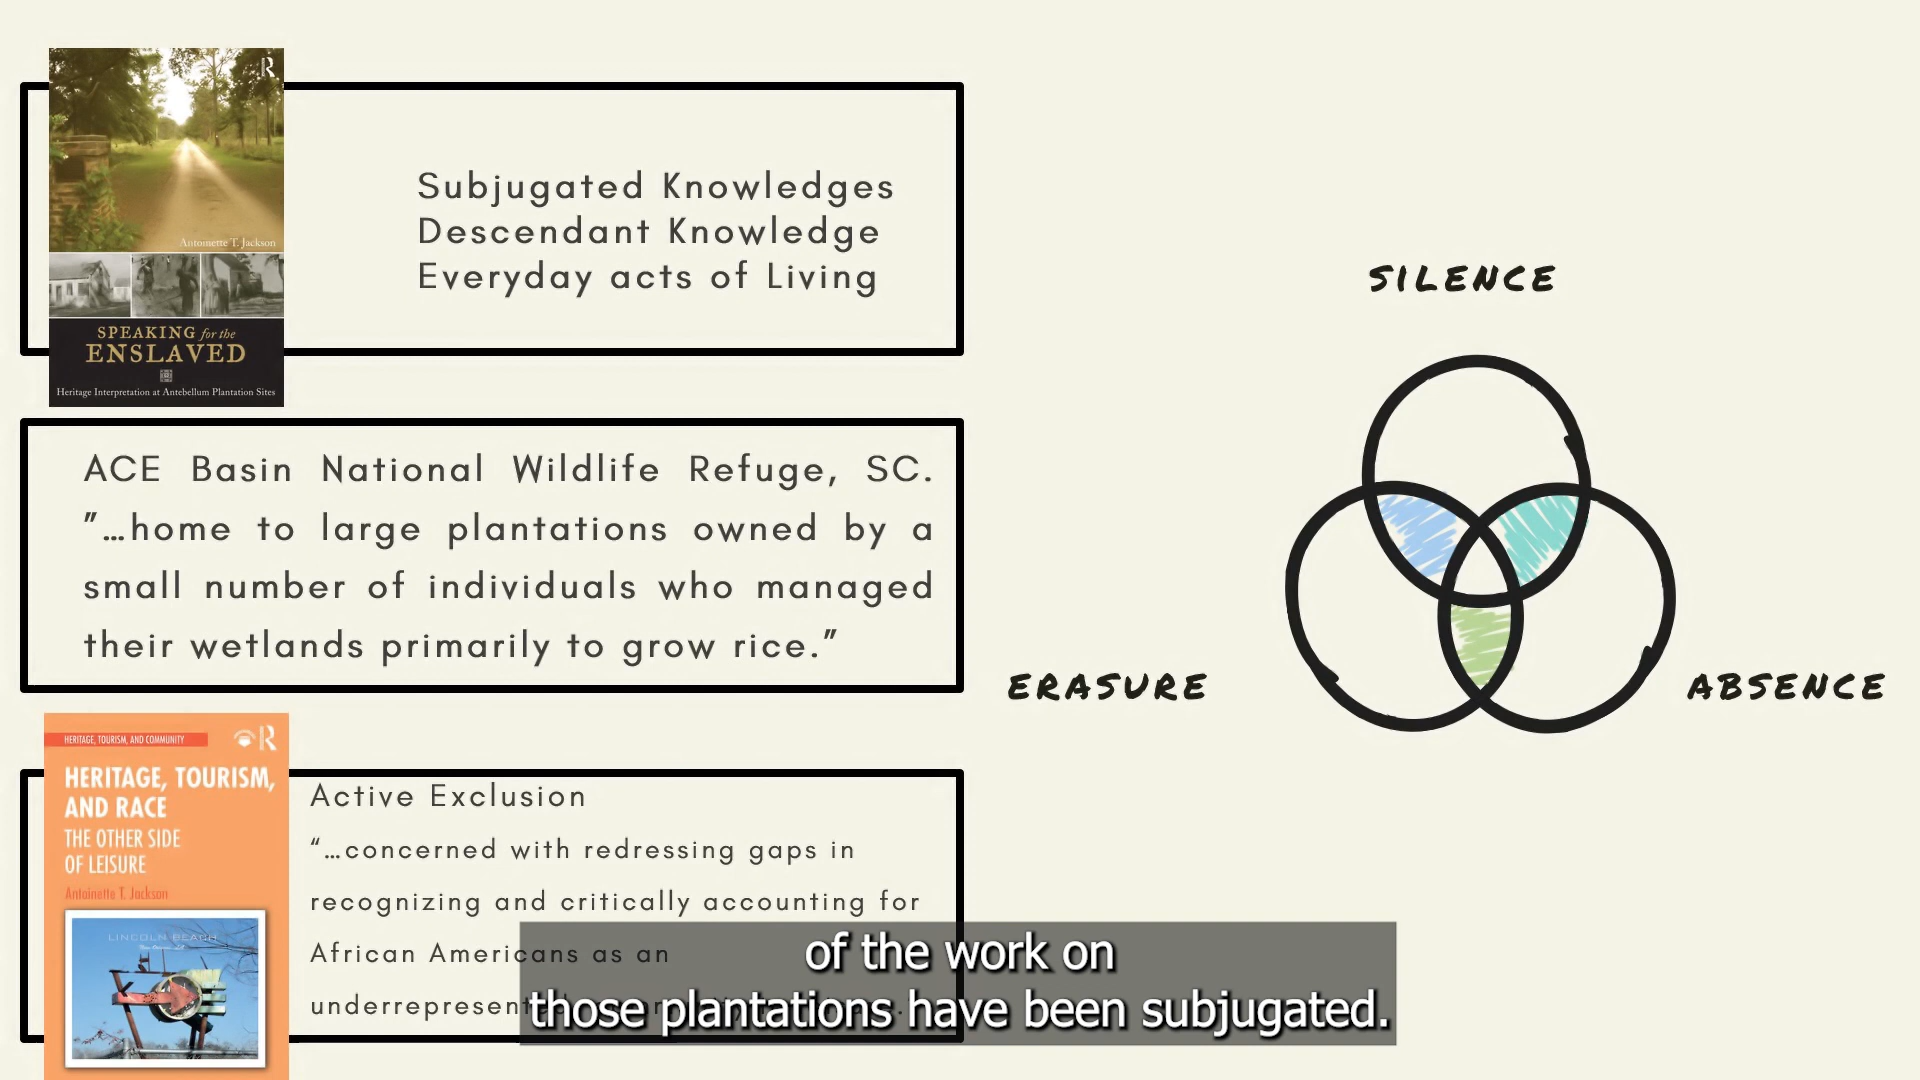 Antoinette T. Jackson
SPEAKING for the
ENSLAVED
Heritage Interpretation at Antebellum Plantation Sites
Subjugated Knowledges
Descendant Knowledge
Everyday acts of Living
ACE Basin National Wildlife Refuge, SC.
"...home to large plantations owned by a
small number of individuals who managed
their wetlands primarily to grow rice."
HERITAGE, TOURISM, AND COMMUNITY
R
HERITAGE, TOURISM,
AND RACE
THE OTHER SIDE
OF LEISURE
Antoinette T. Jackson
LINCOLN BEACH
Active Exclusion
“...concerned with redressing gaps in
recognizing and critically accounting for
African Americans as an
SILENCE
ERASURE
ABSENCE
of the work on
those plantations have been subjugated.